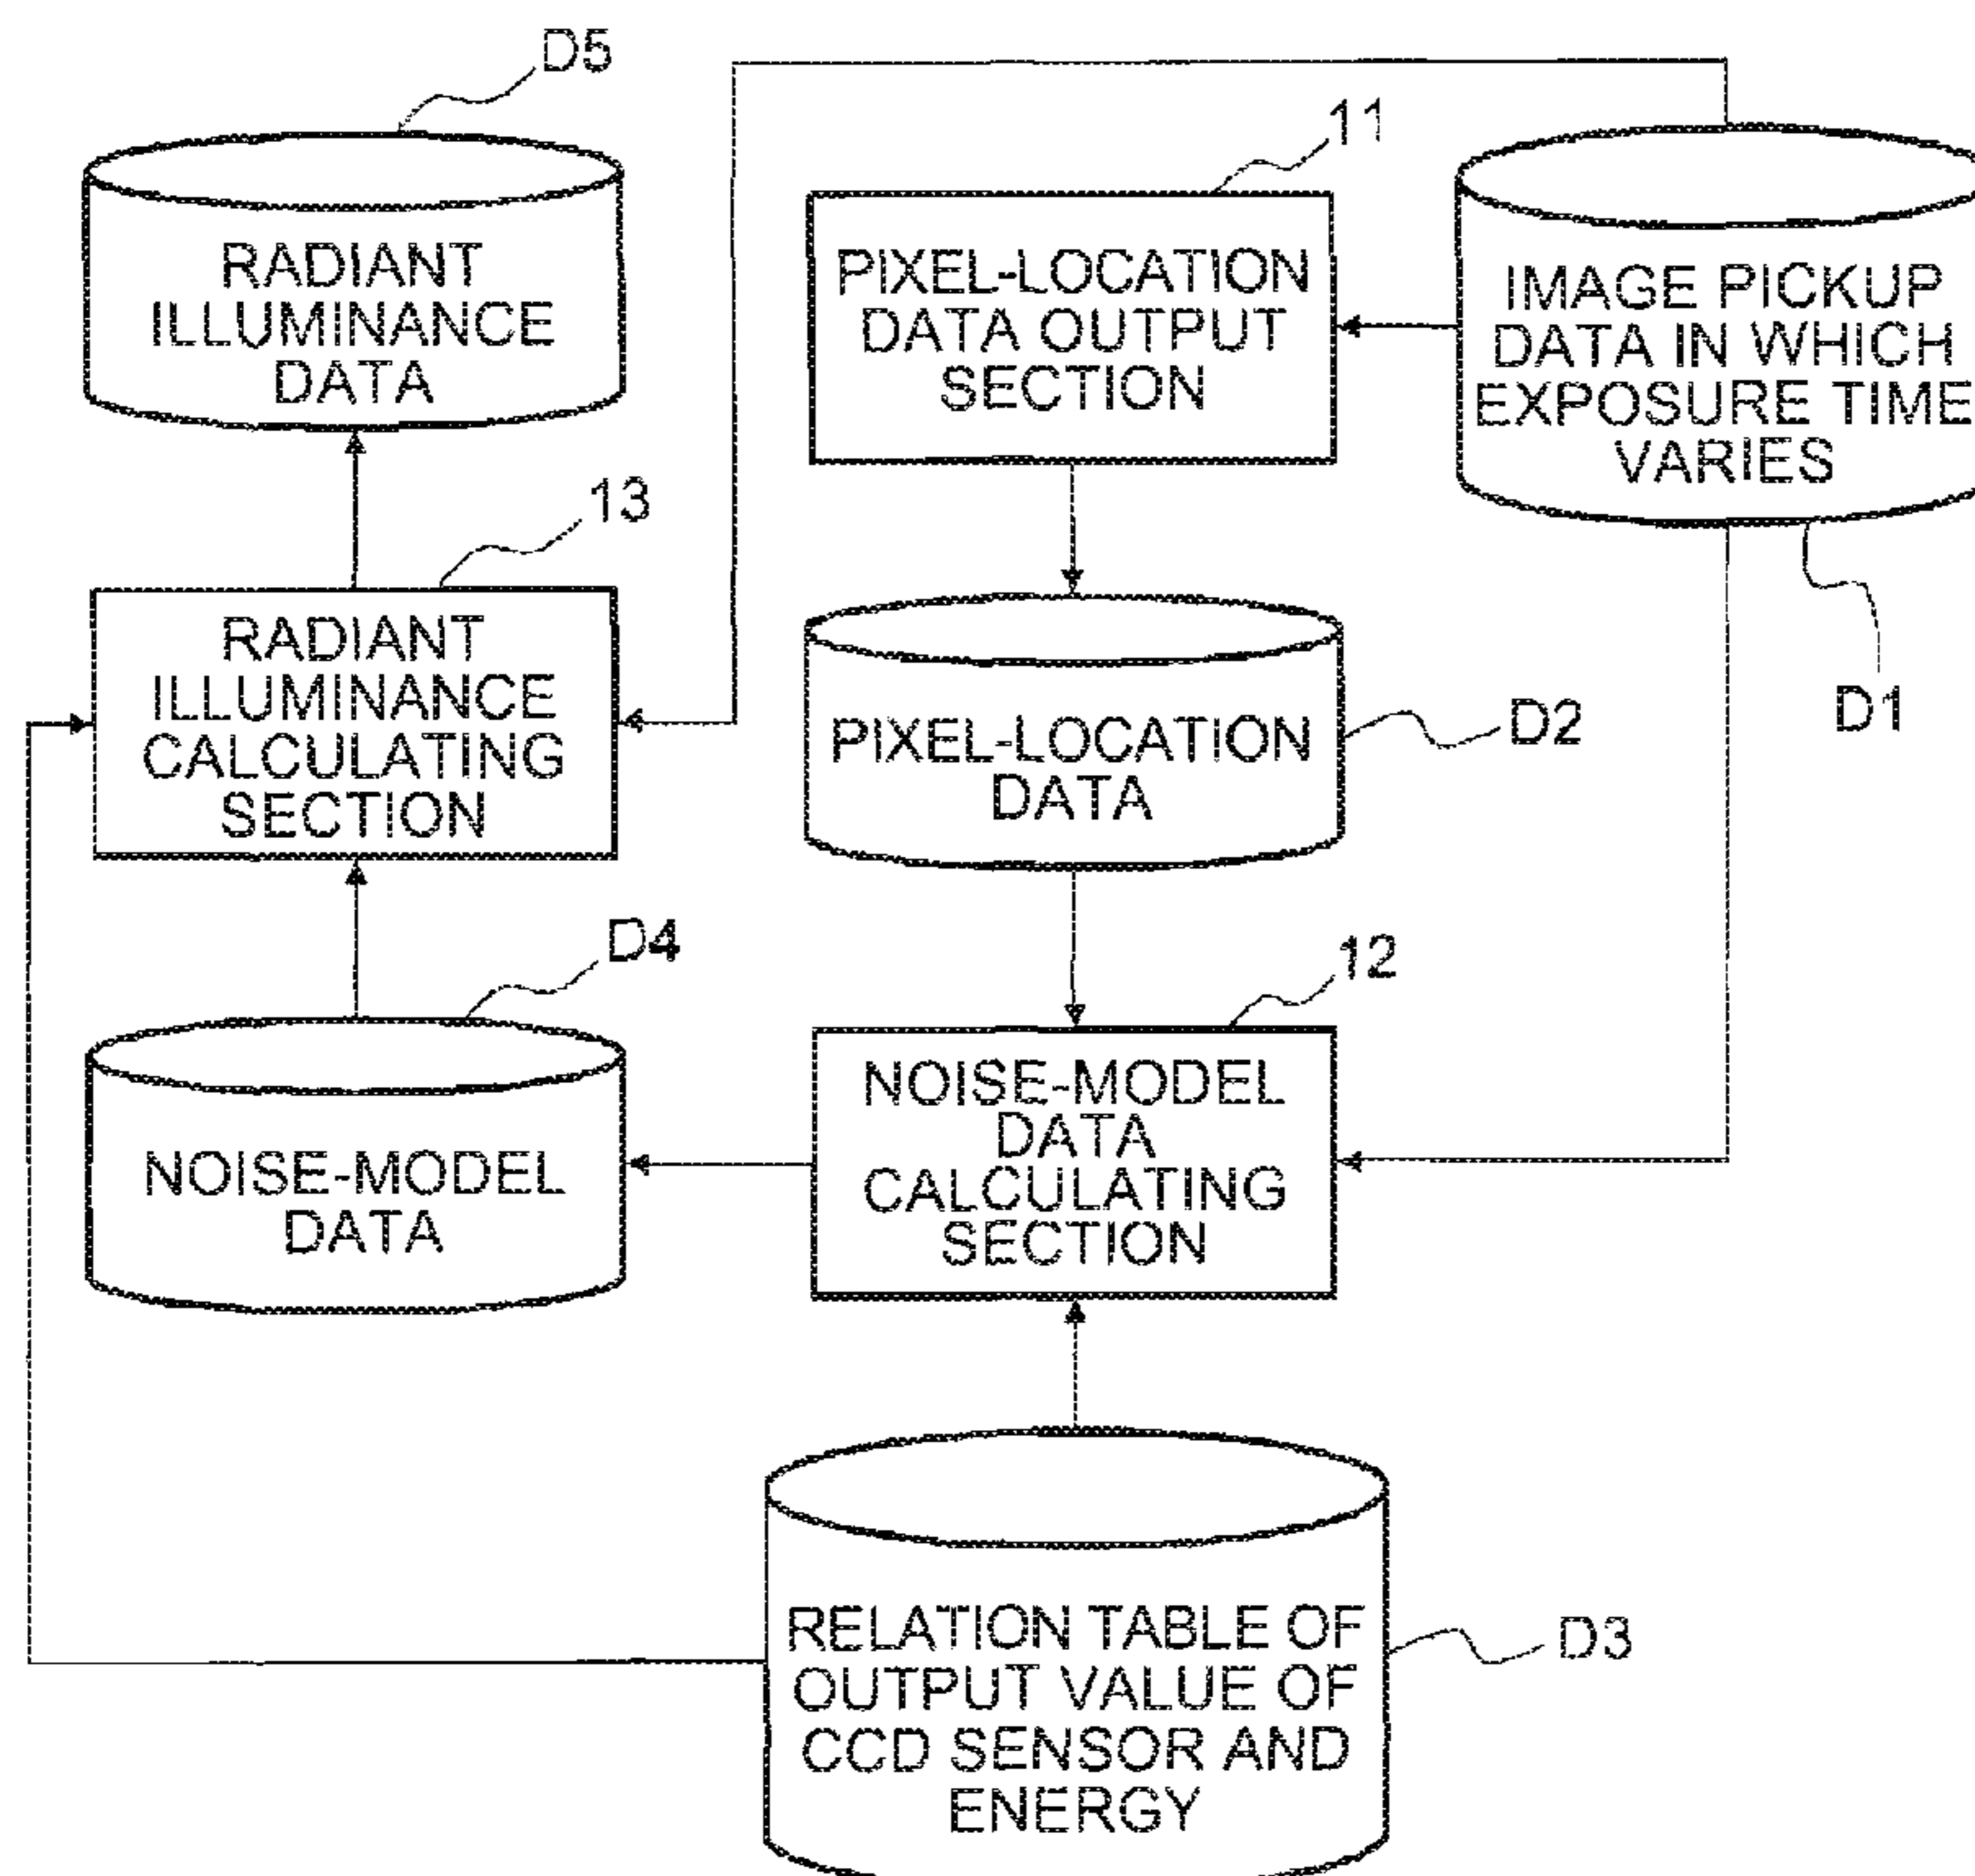 D5
RADIANT
ILLUMINANCE
DATA
11
PIXEL-LOCATION
DATA OUTPUT
SECTION
IMAGE PICKUP
DATA IN WHICH
EXPOSURE TIME
VARIES
D1
13
RADIANT
ILLUMINANCE
CALCULATING
SECTION
PIXEL-LOCATION
DATA
D2
D4
NOISE-MODEL
DATA
12
NOISE-MODEL
DATA
CALCULATING
SECTION
RELATION TABLE OF
OUTPUT VALUE OF
CCD SENSOR AND
ENERGY
D3